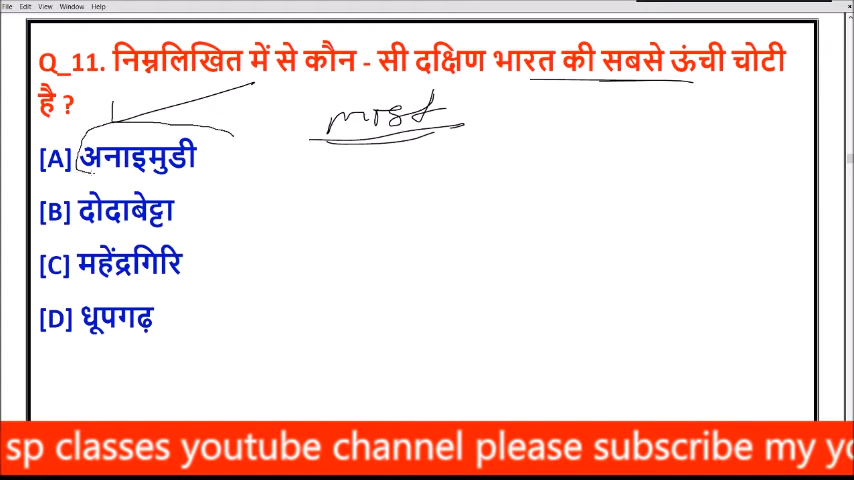 File Edit View Window Help
Q_11. निम्नलिखित में से कौन - सी दक्षिण भारत की सबसे ऊंची चोटी
है ?
most
[A] अनाइमुडी
[B] दोदाबेट्टा
[C] महेंद्रगिरि
[D] धूपगढ़
sp classes youtube channel please subscribe my yo